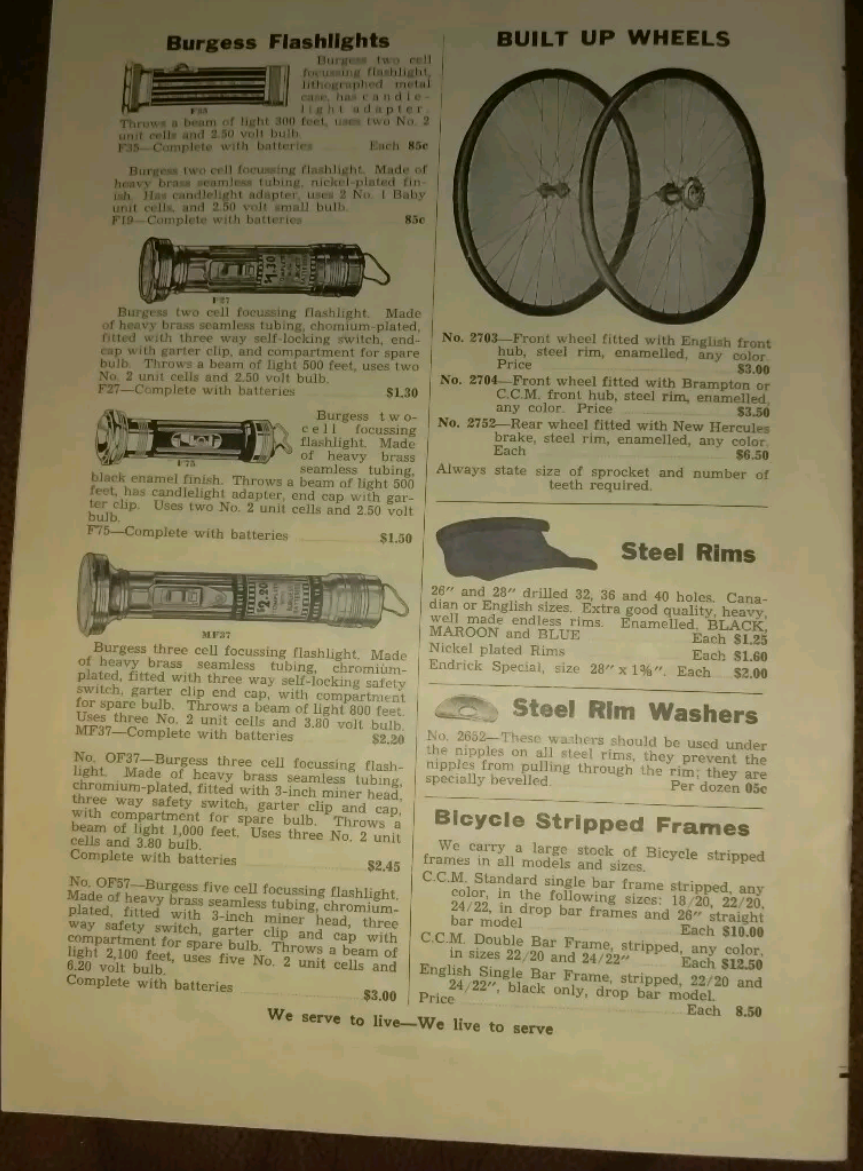 Burgess Flashlights
Burgess two cell
focussing flashlight,
lithographed metal
case, has candle-
light adapter.
F35
Throws a beam of light 300 feet, uses two No. 2
unit cells and 2.50 volt bulb.
F35—Complete with batteries Each 85c
Burgess two cell focussing flashlight. Made of
heavy brass seamless tubing, nickel-plated fin-
ish. Has candlelight adapter, uses 2 No. 1 Baby
unit cells, and 2.50 volt small bulb.
F19—Complete with batteries 85c
$1.30
F27
Burgess two cell focussing flashlight. Made
of heavy brass seamless tubing, chomium-plated,
fitted with three way self-locking switch, end-
cap with garter clip, and compartment for spare
bulb. Throws a beam of light 500 feet, uses two
No. 2 unit cells and 2.50 volt bulb.
F27—Complete with batteries $1.30
F75
Burgess two-
cell focussing
flashlight. Made
of heavy brass
seamless tubing,
black enamel finish. Throws a beam of light 500
feet, has candlelight adapter, end cap with gar-
ter clip. Uses two No. 2 unit cells and 2.50 volt
bulb.
F75—Complete with batteries $1.50
$2.20
MF37
Burgess three cell focussing flashlight. Made
of heavy brass seamless tubing, chromium-
plated, fitted with three way self-locking safety
switch, garter clip end cap, with compartment
for spare bulb. Throws a beam of light 800 feet.
Uses three No. 2 unit cells and 3.80 volt bulb.
MF37—Complete with batteries $2.20
No. OF37—Burgess three cell focussing flash-
light. Made of heavy brass seamless tubing,
chromium-plated, fitted with 3-inch miner head,
three way safety switch, garter clip and cap,
with compartment for spare bulb. Throws a
beam of light 1,000 feet. Uses three No. 2 unit
cells and 3.80 bulb.
Complete with batteries $2.45
No. OF57—Burgess five cell focussing flashlight.
Made of heavy brass seamless tubing, chromium-
plated, fitted with 3-inch miner head, three
way safety switch, garter clip and cap with
compartment for spare bulb. Throws a beam of
light 2,100 feet, uses five No. 2 unit cells and
6.20 volt bulb.
Complete with batteries $3.00
BUILT UP WHEELS
No. 2703—Front wheel fitted with English front
hub, steel rim, enamelled, any color.
Price $3.00
No. 2704—Front wheel fitted with Brampton or
C.C.M. front hub, steel rim, enamelled,
any color. Price $3.50
No. 2752—Rear wheel fitted with New Hercules
brake, steel rim, enamelled, any color.
Each $6.50
Always state size of sprocket and number of
teeth required.
Steel Rims
26" and 28" drilled 32, 36 and 40 holes. Cana-
dian or English sizes. Extra good quality, heavy,
well made endless rims. Enamelled, BLACK,
MAROON and BLUE Each $1.25
Nickel plated Rims Each $1.60
Endrick Special, size 28" x 1⅜". Each $2.00
Steel Rim Washers
No. 2652—These washers should be used under
the nipples on all steel rims, they prevent the
nipples from pulling through the rim; they are
specially bevelled. Per dozen 05c
Bicycle Stripped Frames
We carry a large stock of Bicycle stripped
frames in all models and sizes.
C.C.M. Standard single bar frame stripped, any
color, in the following sizes: 18/20, 22/20,
24/22, in drop bar frames and 26" straight
bar model Each $10.00
C.C.M. Double Bar Frame, stripped, any color,
in sizes 22/20 and 24/22" Each $12.50
English Single Bar Frame, stripped, 22/20 and
24/22", black only, drop bar model.
Price Each 8.50
We serve to live—We live to serve